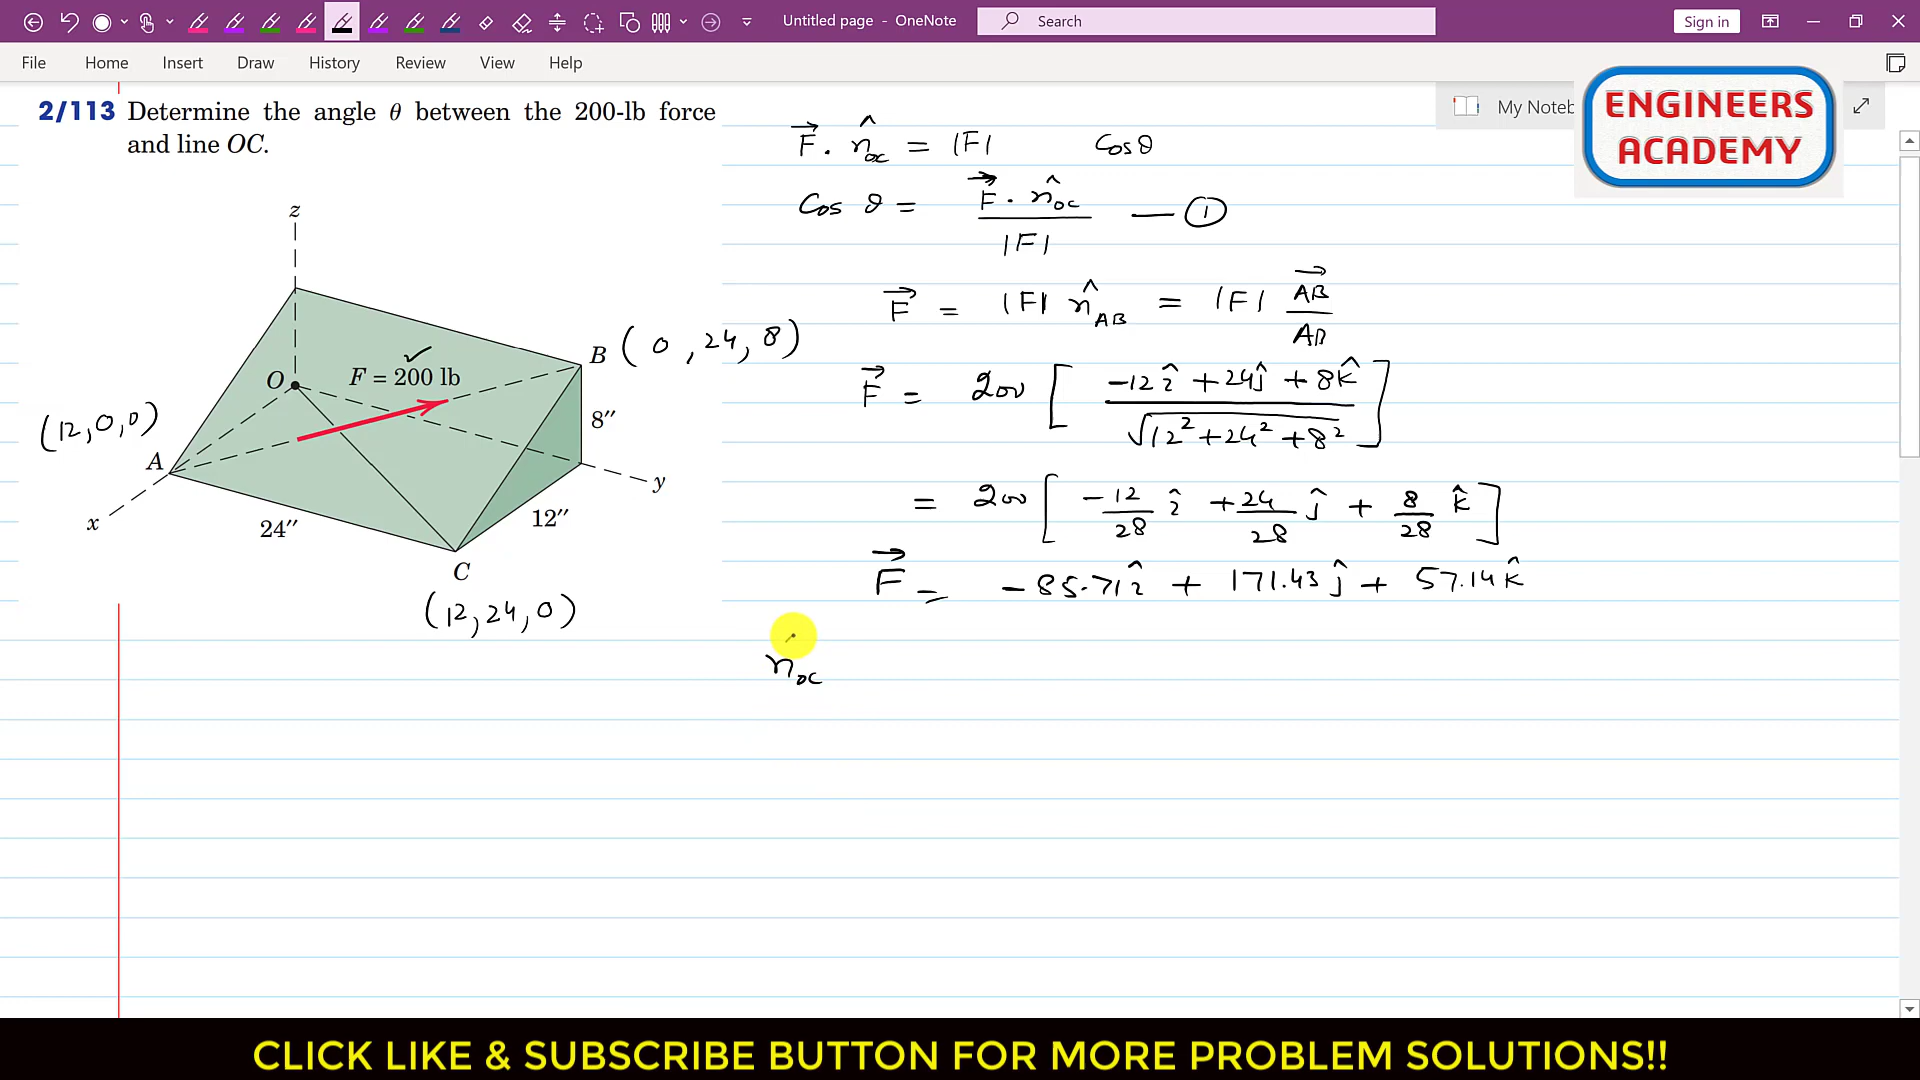 Untitled page - OneNote
Search
Sign in
File Home Insert Draw History Review View Help
My Noteb
ENGINEERS
ACADEMY
2/113 Determine the angle θ between the 200-lb force
and line OC.
z
B (0, 24, 8)
O
F = 200 lb
✓
(12,0,0)
8″
A
y
x
24″
12″
C
(12,24,0)
F⃗ . n̂oc = |F| Cosθ
Cos θ = F⃗ . n̂oc / |F| — ①
F⃗ = |F| n̂AB = |F| A⃗B⃗ / AB
F⃗ = 200 [ -12î + 24ĵ + 8k̂ / √12² + 24² + 8² ]
= 200 [ -12/28 î + 24/28 ĵ + 8/28 k̂ ]
F⃗ = -85.71î + 171.43ĵ + 57.14k̂
noc
CLICK LIKE & SUBSCRIBE BUTTON FOR MORE PROBLEM SOLUTIONS!!